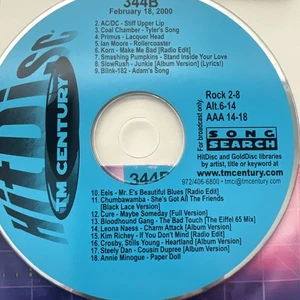 344B
February 18, 2000
2. AC/DC - Stiff Upper Lip
3. Coal Chamber - Tyler's Song
4. Primus - Lacquer Head
5. Ian Moore - Rollercoaster
6. Korn - Make Me Bad [Radio Edit]
7. Smashing Pumpkins - Stand Inside Your Love
8. SlowRush - Junkie [Album Version] (Lyrics!)
9. Blink-182 - Adam's Song
HitDisc
TM CENTURY
Rock 2-8
Alt.6-14
AAA 14-18
For broadcast only
SONG
SEARCH
HitDisc and GoldDisc libraries
by artist, title or keyword at
www.tmcentury.com
972/406-6800 · tmci@tmcentury.com
344B
10. Eels - Mr. E's Beautiful Blues [Radio Edit]
11. Chumbawamba - She's Got All The Friends
[Black Lace Version]
12. Cure - Maybe Someday [Full Version]
13. Bloodhound Gang - The Bad Touch (The Eiffel 65 Mix)
14. Leona Naess - Charm Attack [Album Version]
15. Kim Richey - If You Don't Mind [Radio Edit]
16. Crosby, Stills Young - Heartland [Album Version]
17. Steely Dan - Cousin Dupree [Album Version]
18. Annie Minogue - Paper Doll